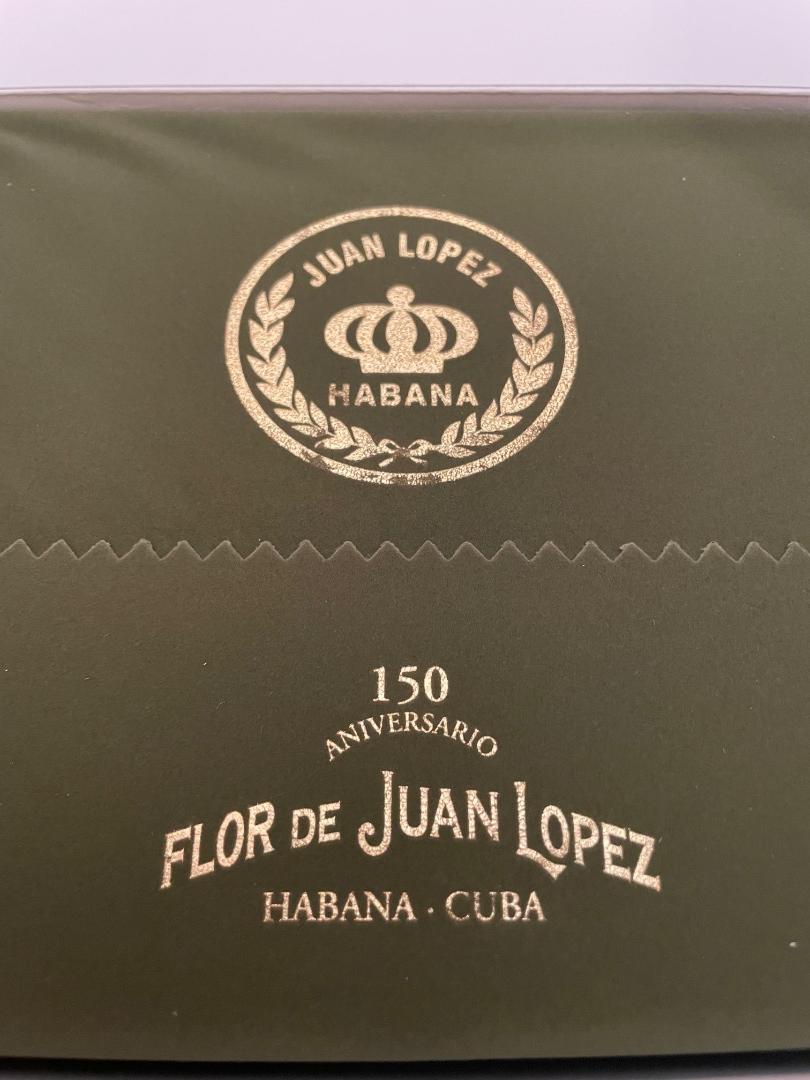 JUAN LOPEZ
HABANA
150
ANIVERSARIO
FLOR DE JUAN LOPEZ
HABANA · CUBA